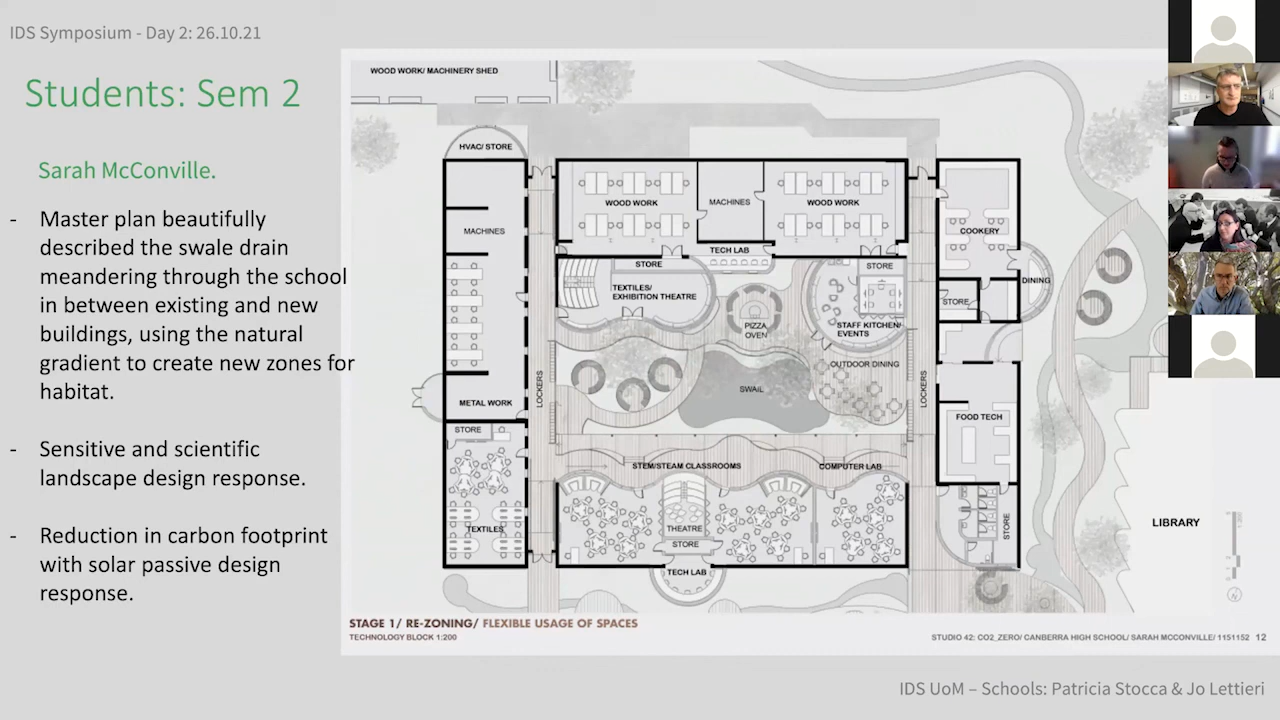 IDS Symposium - Day 2: 26.10.21
Students: Sem 2
Sarah McConville.
- Master plan beautifully
described the swale drain
meandering through the school
in between existing and new
buildings, using the natural
gradient to create new zones for
habitat.
- Sensitive and scientific
landscape design response.
- Reduction in carbon footprint
with solar passive design
response.
WOOD WORK/ MACHINERY SHED
HVAC/ STORE
WOOD WORK
MACHINES
WOOD WORK
MACHINES
COOKERY
TECH LAB
STORE
STORE
DINING
TEXTILES/
EXHIBITION THEATRE
STORE
PIZZA
OVEN
STAFF KITCHEN/
EVENTS
OUTDOOR DINING
LOCKERS
SWAIL
LOCKERS
METAL WORK
FOOD TECH
STORE
STEM/STEAM CLASSROOMS
COMPUTER LAB
TEXTILES
THEATRE
STORE
STORE
LIBRARY
TECH LAB
STAGE 1/ RE-ZONING/ FLEXIBLE USAGE OF SPACES
TECHNOLOGY BLOCK 1:200
STUDIO 42: CO2_ZERO/ CANBERRA HIGH SCHOOL/ SARAH MCCONVILLE/ 1151152 12
IDS UoM – Schools: Patricia Stocca & Jo Lettieri